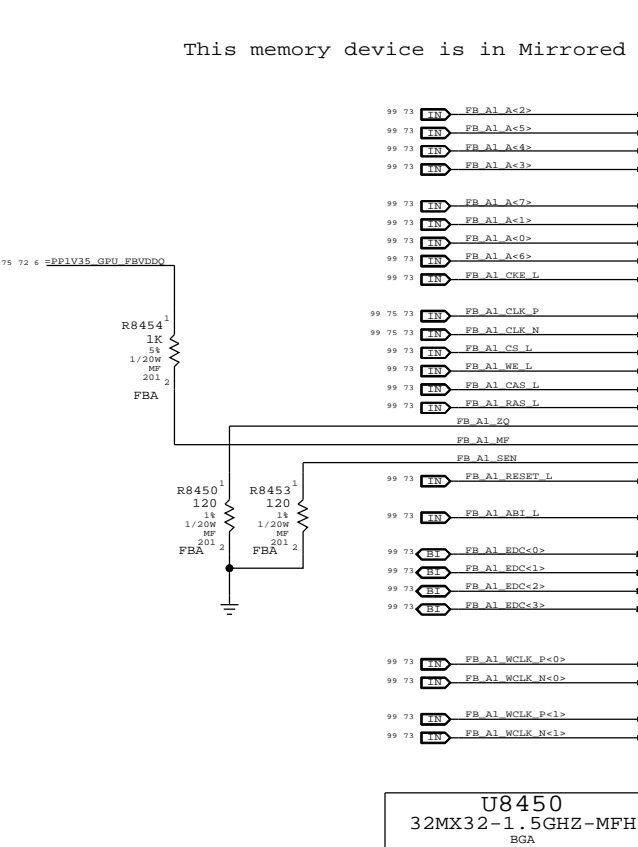 This memory device is in Mirrored
99 73 IN FB_A1_A<2>
99 73 IN FB_A1_A<5>
99 73 IN FB_A1_A<4>
99 73 IN FB_A1_A<3>
99 73 IN FB_A1_A<7>
99 73 IN FB_A1_A<1>
99 73 IN FB_A1_A<0>
99 73 IN FB_A1_A<6>
75 72 6 =PP1V35_GPU_FBVDDQ
99 73 IN FB_A1_CKE_L
99 75 73 IN FB_A1_CLK_P
99 75 73 IN FB_A1_CLK_N
99 73 IN FB_A1_CS_L
99 73 IN FB_A1_WE_L
99 73 IN FB_A1_CAS_L
99 73 IN FB_A1_RAS_L
R8454 1
1K
5%
1/20W
MF
201 2
FBA
FB_A1_ZQ
FB_A1_MF
FB_A1_SEN
99 73 IN FB_A1_RESET_L
R8450 1
120
1%
1/20W
MF
201 2
FBA
R8453 1
120
1%
1/20W
MF
201 2
FBA
99 73 IN FB_A1_ABI_L
99 73 BI FB_A1_EDC<0>
99 73 BI FB_A1_EDC<1>
99 73 BI FB_A1_EDC<2>
99 73 BI FB_A1_EDC<3>
99 73 IN FB_A1_WCLK_P<0>
99 73 IN FB_A1_WCLK_N<0>
99 73 IN FB_A1_WCLK_P<1>
99 73 IN FB_A1_WCLK_N<1>
U8450
32MX32-1.5GHZ-MFH
BGA